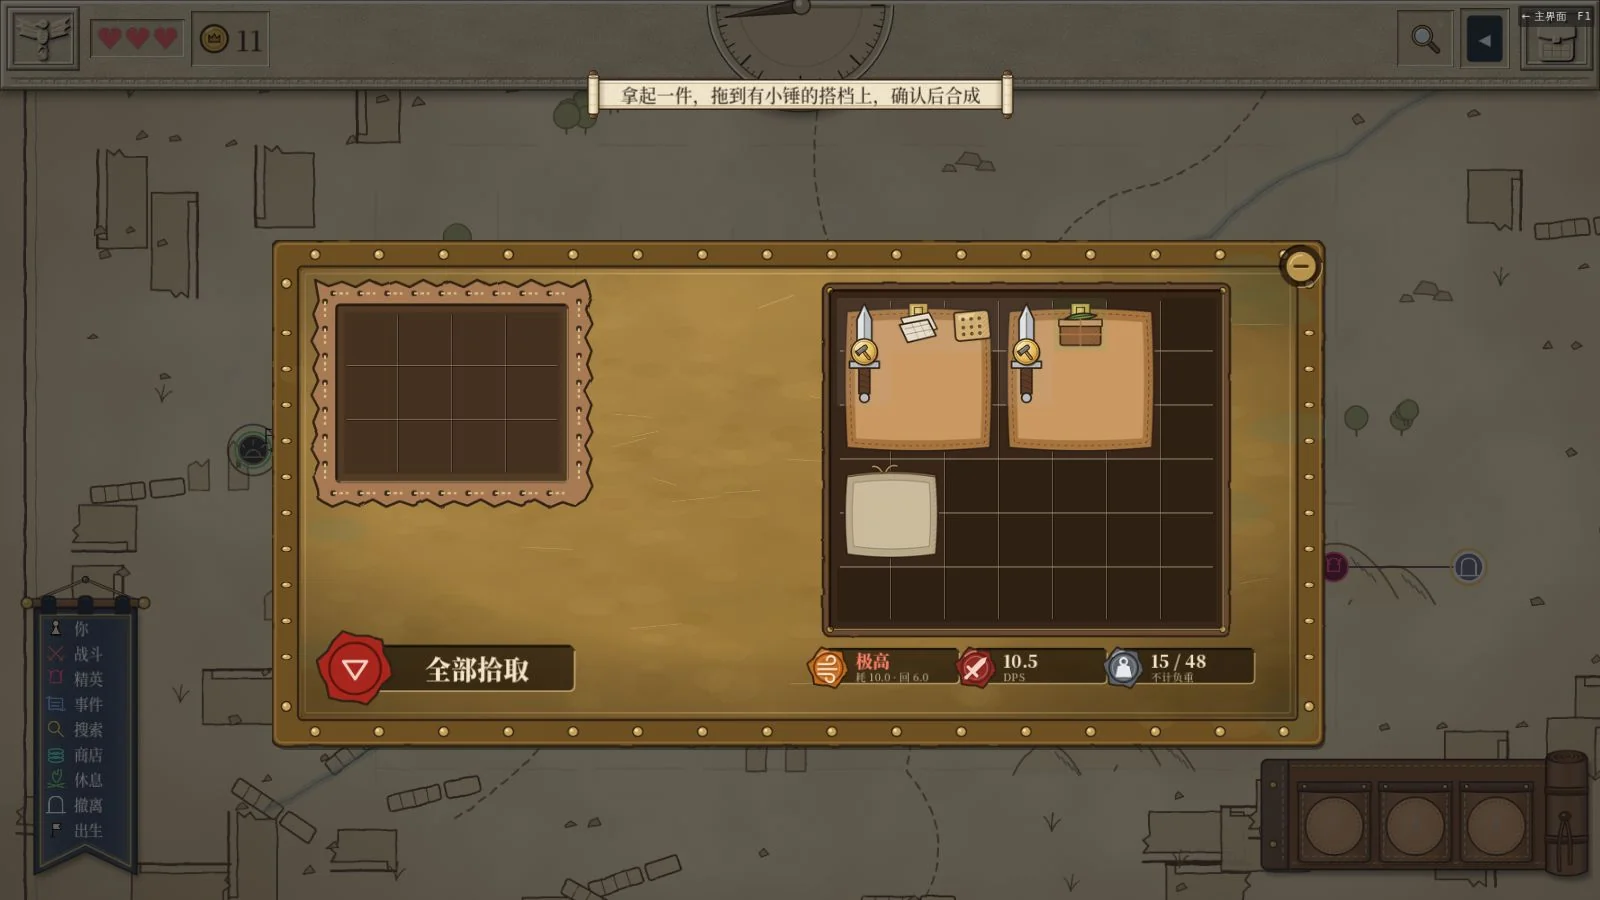 11
← 主界面 F1
拿起一件，拖到有小锤的搭档上，确认后合成
你
战斗
精英
事件
搜索
商店
休息
撤离
出生
全部拾取
极高
耗 10.0 · 回 6.0
10.5
DPS
15 / 48
不计负重